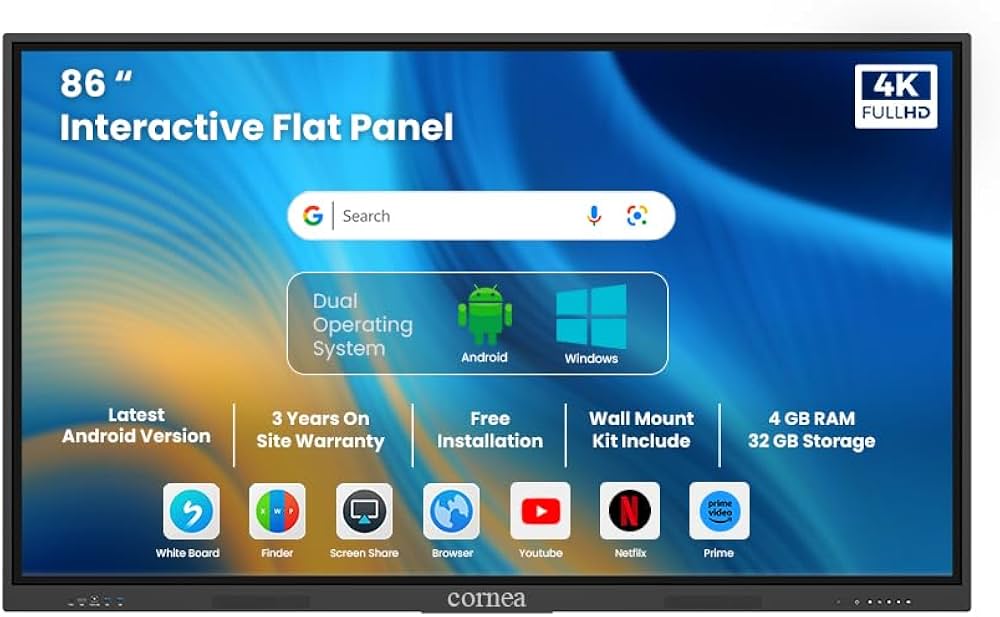 86 “
Interactive Flat Panel
4K
FULLHD
G
Search
Dual
Operating
System
Android
Windows
Latest
Android Version
3 Years On
Site Warranty
Free
Installation
Wall Mount
Kit Include
4 GB RAM
32 GB Storage
X W P
prime
video
White Board
Finder
Screen Share
Browser
Youtube
Netflix
Prime
cornea